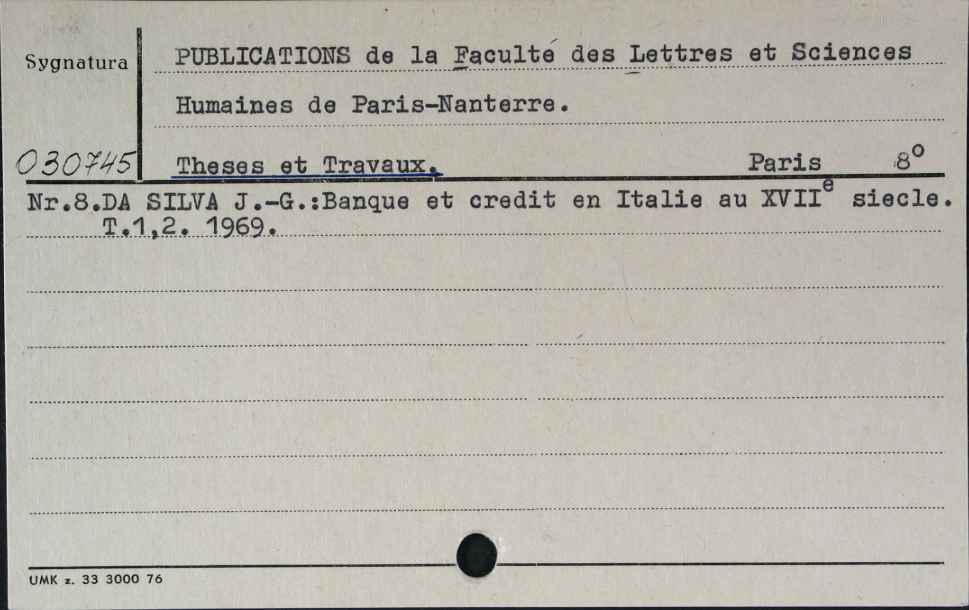 Sygnatura
PUBLICATIONS de la Faculté des Lettres et Sciences
Humaines de Paris-Nanterre.
030745 Theses et Travaux. Paris 8°
Nr.8.DA SILVA J.-G.:Banque et credit en Italie au XVIIe siecle.
T.1,2. 1969.
UMK z. 33 3000 76